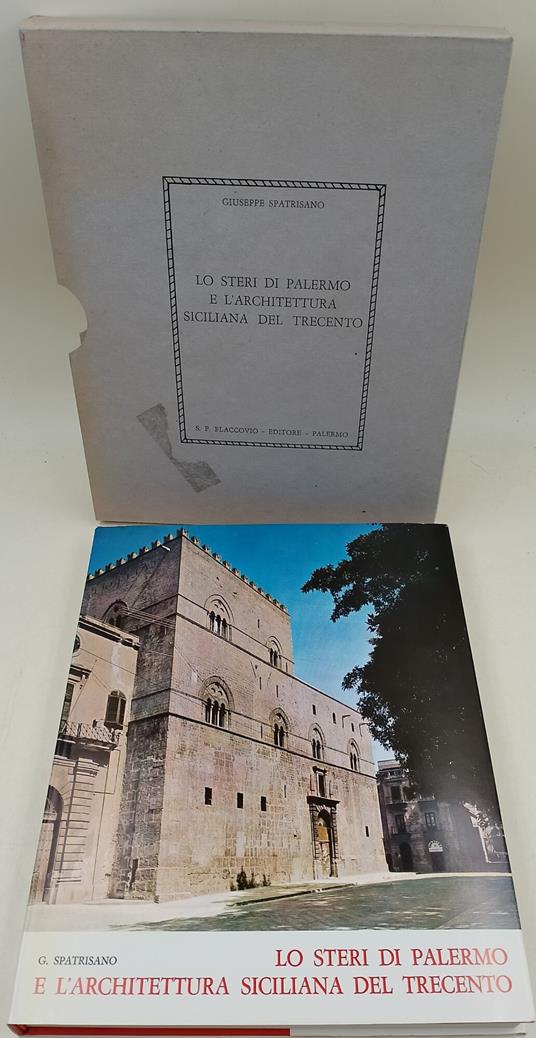 GIUSEPPE SPATRISANO
LO STERI DI PALERMO
E L'ARCHITETTURA
SICILIANA DEL TRECENTO
S. F. FLACCOVIO - EDITORE - PALERMO
G. SPATRISANO
LO STERI DI PALERMO
E L'ARCHITETTURA SICILIANA DEL TRECENTO